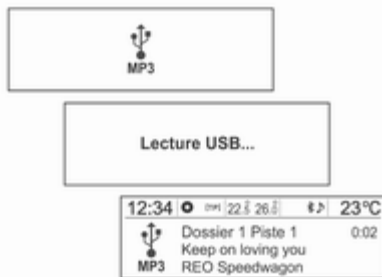 MP3
Lecture USB...
12:34 22.5 26.5 23°C
Dossier 1 Piste 1 0:02
Keep on loving you
MP3 REO Speedwagon